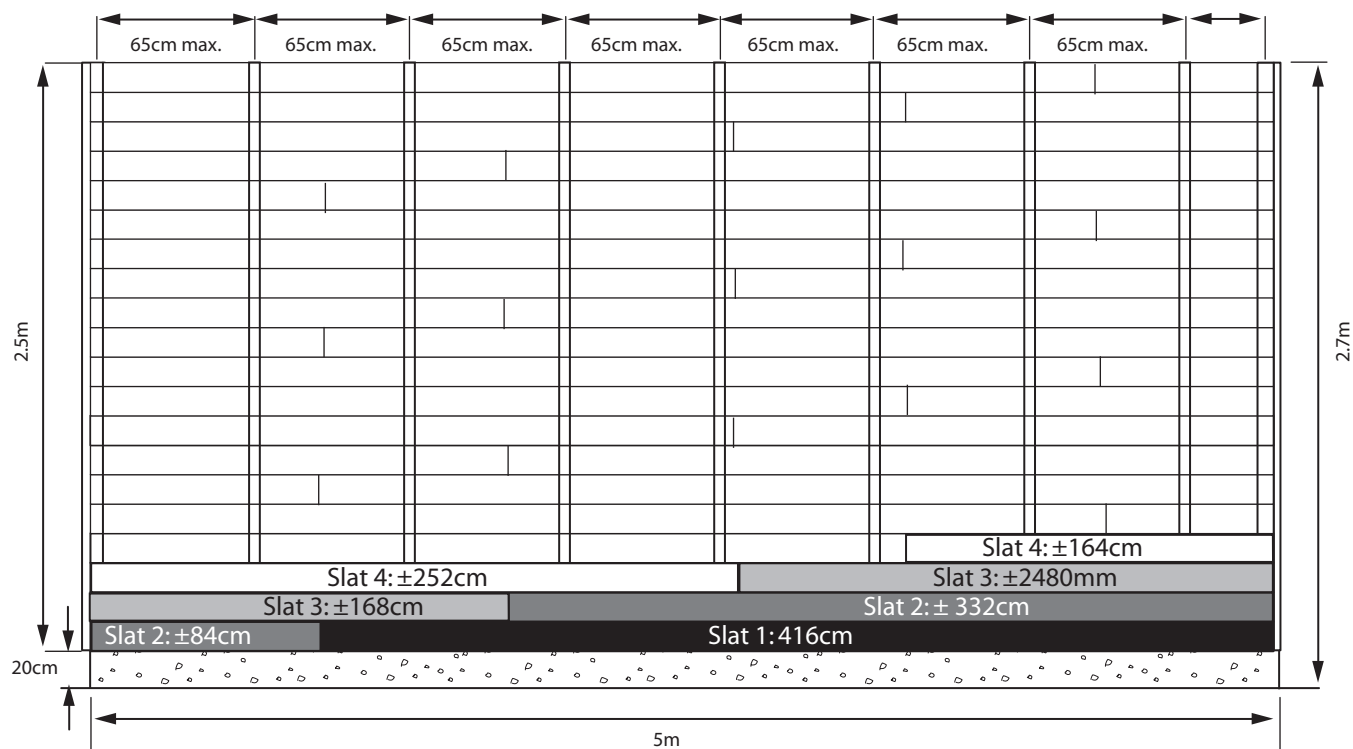 65cm max. 65cm max. 65cm max. 65cm max. 65cm max. 65cm max. 65cm max.
2.5m
2.7m
Slat 4: ±164cm
Slat 4: ±252cm Slat 3: ±2480mm
Slat 3: ±168cm Slat 2: ± 332cm
Slat 2: ±84cm Slat 1: 416cm
20cm
5m